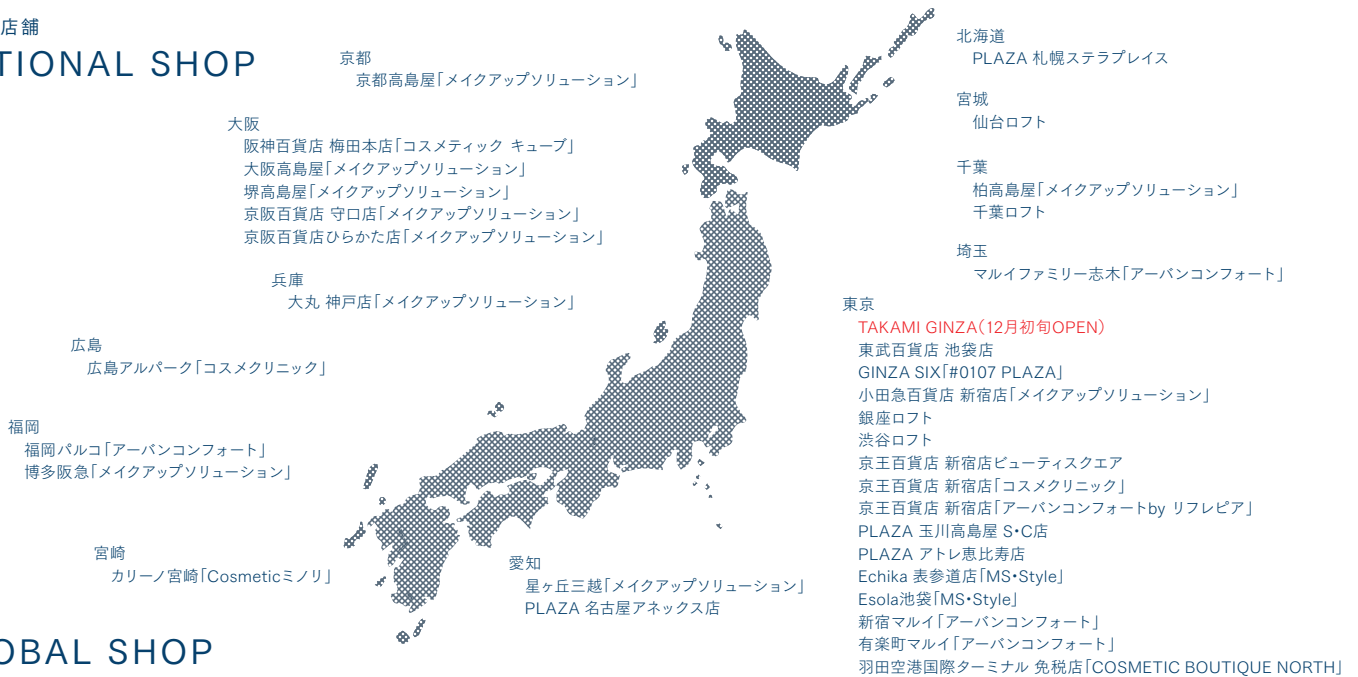 店舗
TIONAL SHOP
京都
京都高島屋「メイクアップソリューション」
大阪
阪神百貨店 梅田本店「コスメティック キューブ」
大阪高島屋「メイクアップソリューション」
堺高島屋「メイクアップソリューション」
京阪百貨店 守口店「メイクアップソリューション」
京阪百貨店ひらかた店「メイクアップソリューション」
兵庫
大丸 神戸店「メイクアップソリューション」
広島
広島アルパーク「コスメクリニック」
福岡
福岡パルコ「アーバンコンフォート」
博多阪急「メイクアップソリューション」
宮崎
カリーノ宮崎「Cosmeticミノリ」
愛知
星ヶ丘三越「メイクアップソリューション」
PLAZA 名古屋アネックス店
北海道
PLAZA 札幌ステラプレイス
宮城
仙台ロフト
千葉
柏高島屋「メイクアップソリューション」
千葉ロフト
埼玉
マルイファミリー志木「アーバンコンフォート」
東京
TAKAMI GINZA（12月初旬OPEN）
東武百貨店 池袋店
GINZA SIX「#0107 PLAZA」
小田急百貨店 新宿店「メイクアップソリューション」
銀座ロフト
渋谷ロフト
京王百貨店 新宿店ビューティスクエア
京王百貨店 新宿店「コスメクリニック」
京王百貨店 新宿店「アーバンコンフォートby リフレピア」
PLAZA 玉川高島屋 S・C店
PLAZA アトレ恵比寿店
Echika 表参道店「MS・Style」
Esola池袋「MS・Style」
新宿マルイ「アーバンコンフォート」
有楽町マルイ「アーバンコンフォート」
羽田空港国際ターミナル 免税店「COSMETIC BOUTIQUE NORTH」
OBAL SHOP